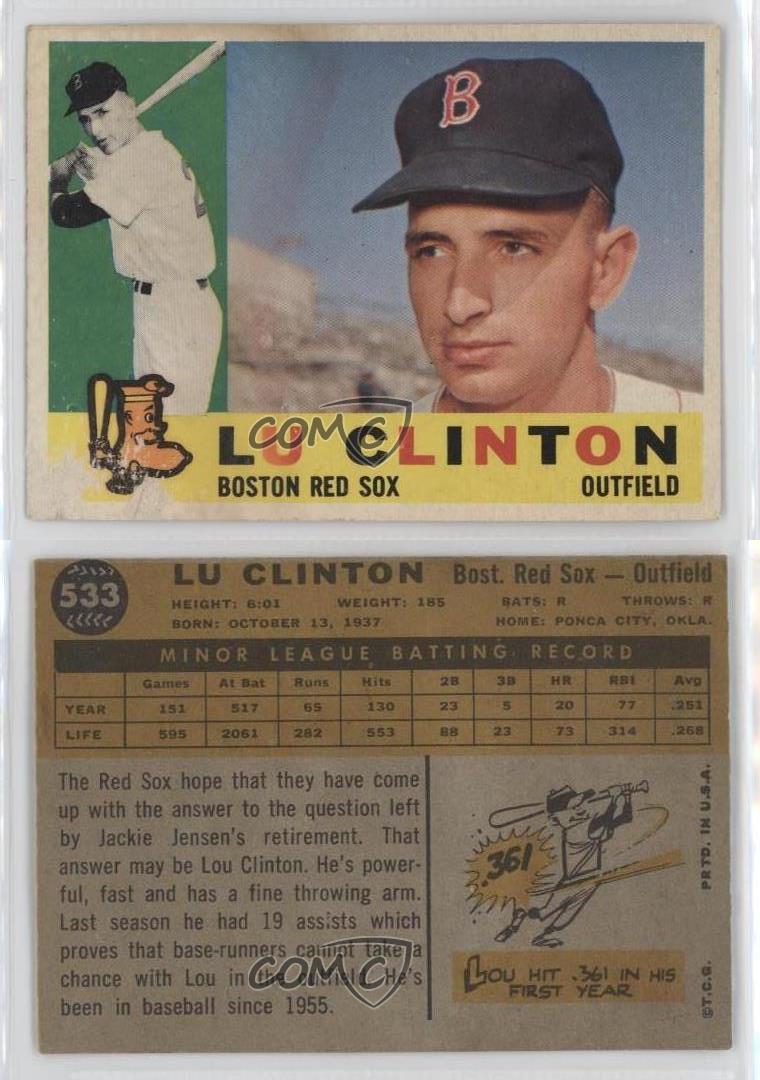 B
B
COMC
LU CLINTON
BOSTON RED SOX OUTFIELD
533
LU CLINTON Bost. Red Sox — Outfield
HEIGHT: 6:01 WEIGHT: 185 BATS: R THROWS: R
BORN: OCTOBER 13, 1937 HOME: PONCA CITY, OKLA.
MINOR LEAGUE BATTING RECORD
Games At Bat Runs Hits 2B 3B HR RBI Avg
YEAR 151 517 65 130 23 5 20 77 .251
LIFE 595 2061 282 553 88 23 73 314 .268
The Red Sox hope that they have come
up with the answer to the question left
by Jackie Jensen's retirement. That
answer may be Lou Clinton. He's power-
ful, fast and has a fine throwing arm.
Last season he had 19 assists which
proves that base-runners cannot take a
chance with Lou in the outfield. He's
been in baseball since 1955.
COMC
.361
LOU HIT .361 IN HIS
FIRST YEAR
©T.C.G. PRTD. IN U.S.A.